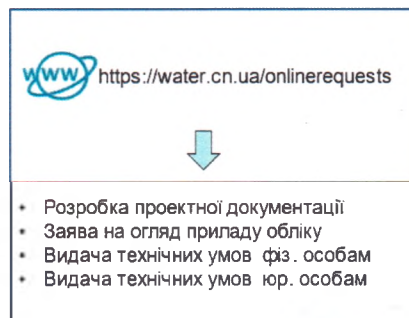 www https://water.cn.ua/onlinerequests
• Розробка проектної документації
• Заява на огляд приладу обліку
• Видача технічних умов фіз. особам
• Видача технічних умов юр. особам